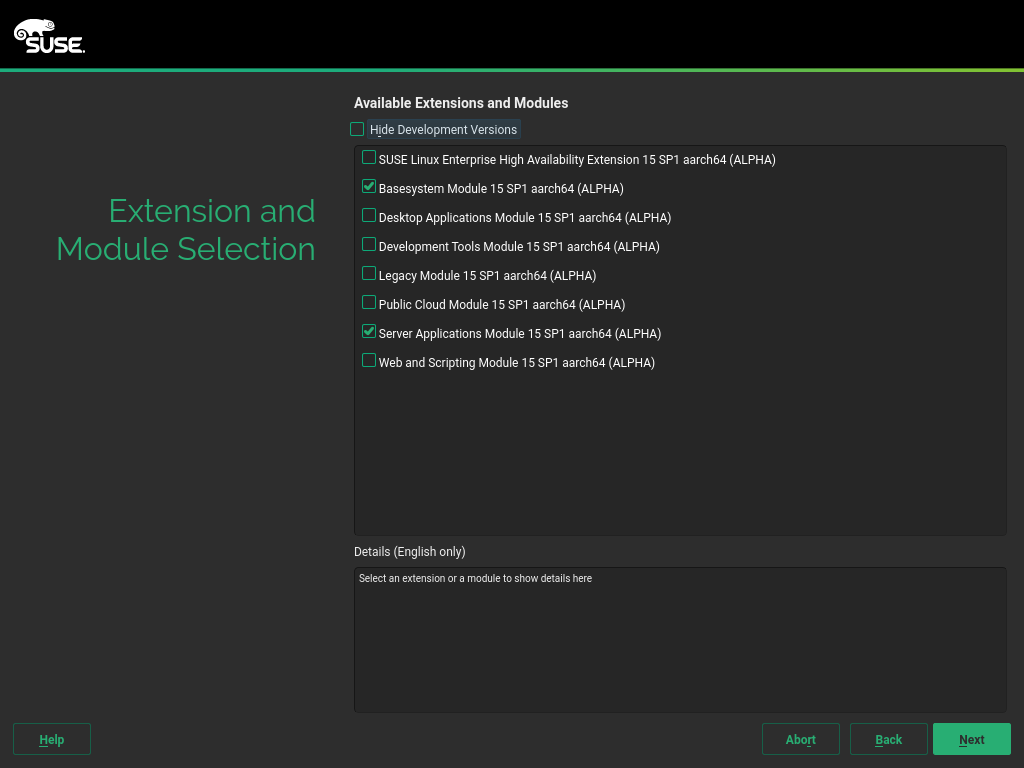 SUSE.
Available Extensions and Modules
Hide Development Versions
SUSE Linux Enterprise High Availability Extension 15 SP1 aarch64 (ALPHA)
Basesystem Module 15 SP1 aarch64 (ALPHA)
Desktop Applications Module 15 SP1 aarch64 (ALPHA)
Development Tools Module 15 SP1 aarch64 (ALPHA)
Legacy Module 15 SP1 aarch64 (ALPHA)
Public Cloud Module 15 SP1 aarch64 (ALPHA)
Server Applications Module 15 SP1 aarch64 (ALPHA)
Web and Scripting Module 15 SP1 aarch64 (ALPHA)
Extension and
Module Selection
Details (English only)
Select an extension or a module to show details here
Help
Abort
Back
Next